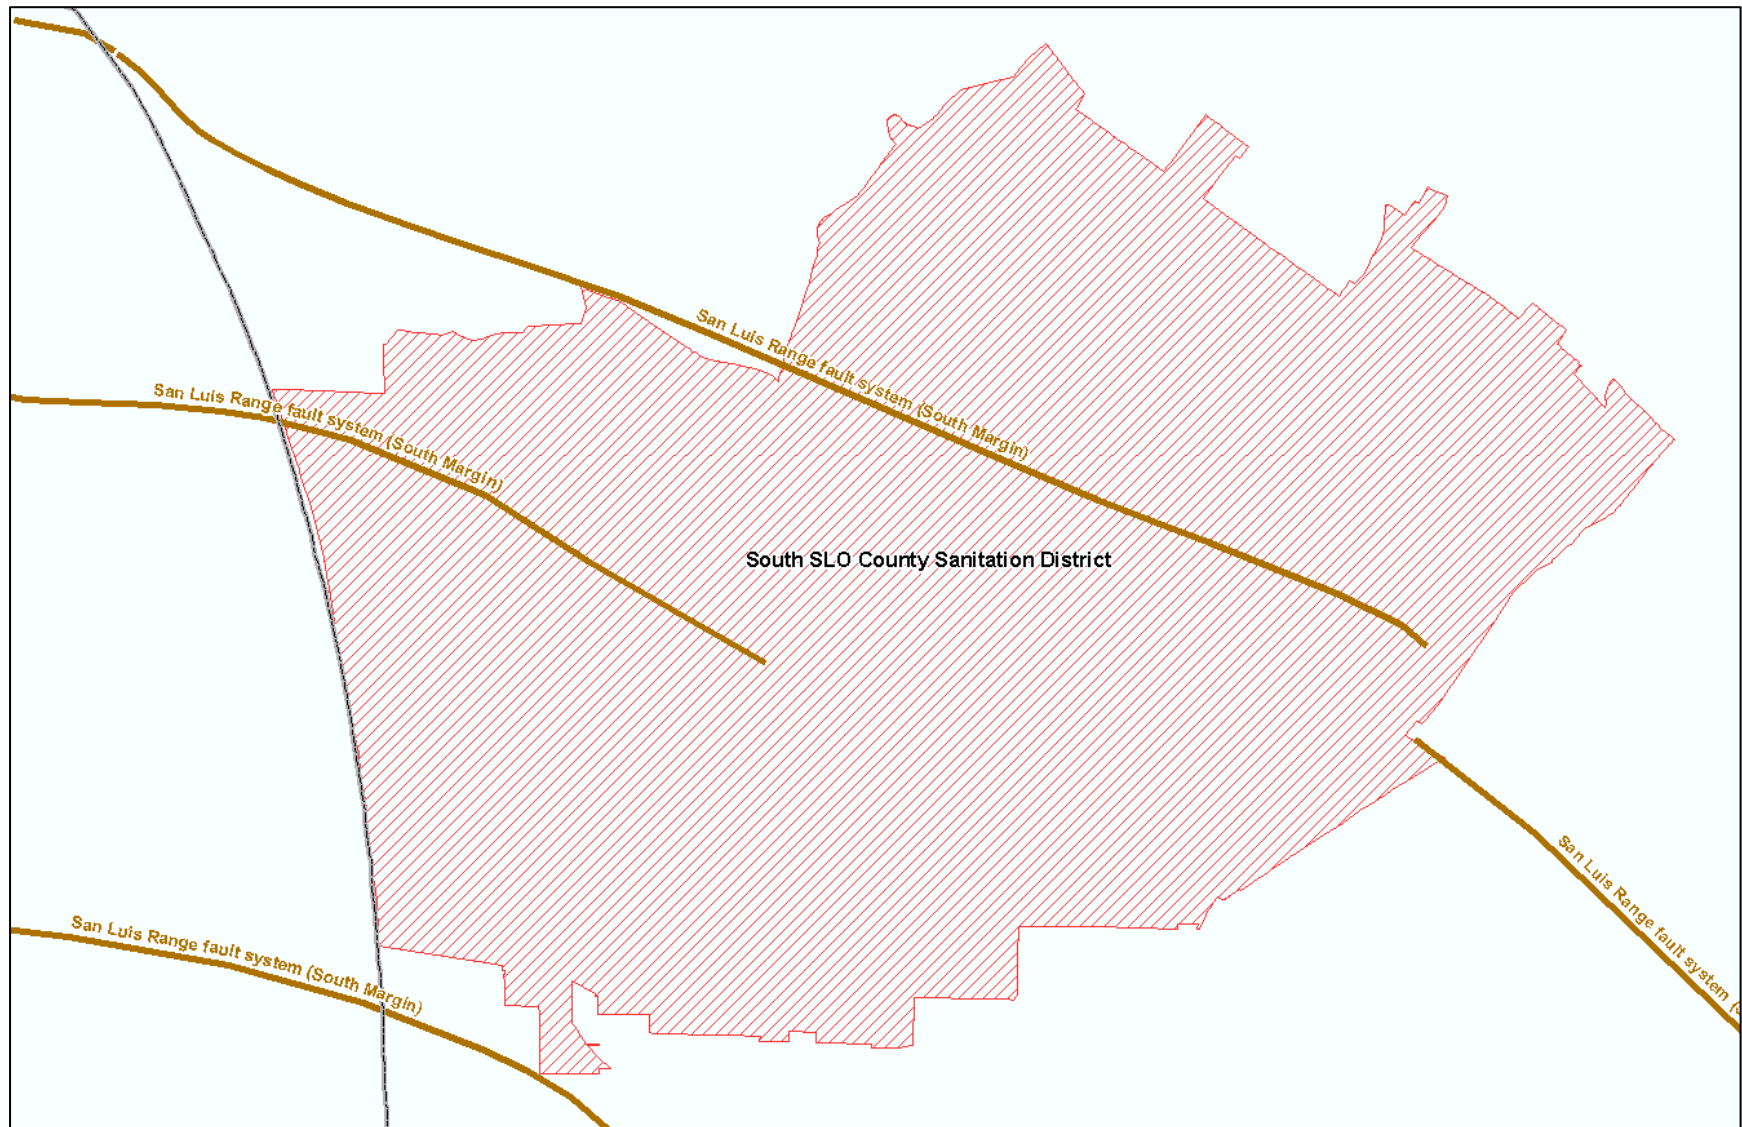 San Luis Range fault system (South Margin)
San Luis Range fault system (South Margin)
South SLO County Sanitation District
San Luis Range fault system (
San Luis Range fault system (South Margin)